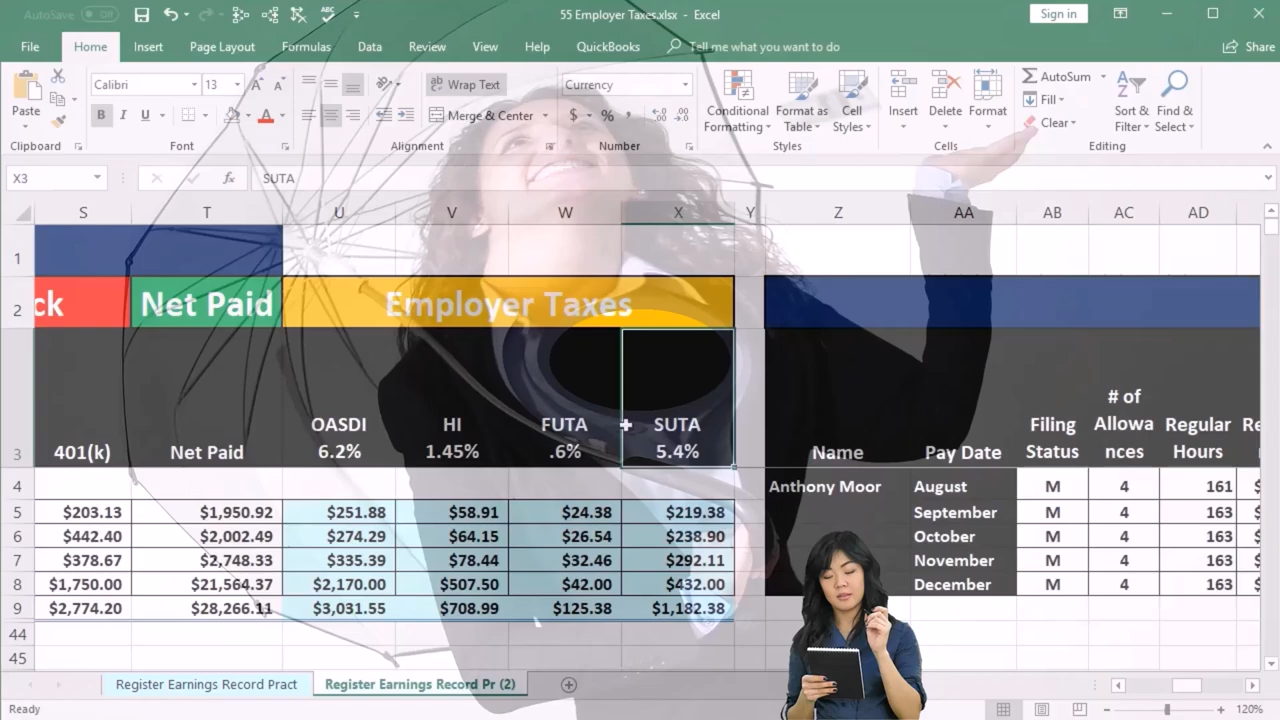 AutoSave Off 55 Employer Taxes.xlsx - Excel Sign in
File Home Insert Page Layout Formulas Data Review View Help QuickBooks Tell me what you want to do Share
Paste Calibri 13 Wrap Text Currency AutoSum
B I U Merge & Center $ % Conditional Formatting Format as Table Cell Styles Insert Delete Format Fill Sort & Filter Find & Select
Clear
Clipboard Font Alignment Number Styles Cells Editing
X3 fx SUTA
S T U V W X Y Z AA AB AC AD
1
2 ck Net Paid Employer Taxes
# of
OASDI HI FUTA SUTA Filing Allowa Regular Re
3 401(k) Net Paid 6.2% 1.45% .6% 5.4% Name Pay Date Status nces Hours
4 Anthony Moor August M 4 161 $
5 $203.13 $1,950.92 $251.88 $58.91 $24.38 $219.38 September M 4 163 $
6 $442.40 $2,002.49 $274.29 $64.15 $26.54 $238.90 October M 4 163 $
7 $378.67 $2,748.33 $335.39 $78.44 $32.46 $292.11 November M 4 163 $
8 $1,750.00 $21,564.37 $2,170.00 $507.50 $42.00 $432.00 December M 4 163 $
9 $2,774.20 $28,266.11 $3,031.55 $708.99 $125.38 $1,182.38
44
45
Register Earnings Record Pract Register Earnings Record Pr (2)
Ready 120%